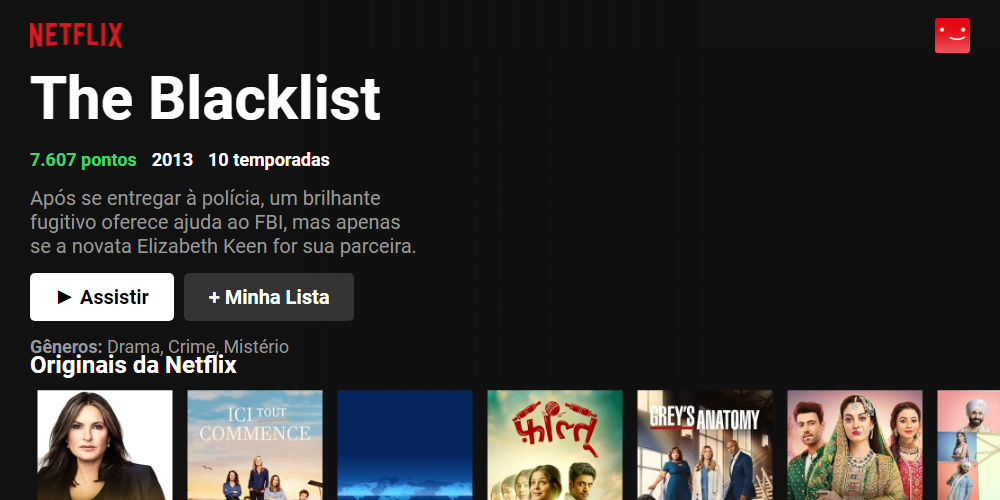 NETFLIX
The Blacklist
7.607 pontos 2013 10 temporadas
Após se entregar à polícia, um brilhante
fugitivo oferece ajuda ao FBI, mas apenas
se a novata Elizabeth Keen for sua parceira.
► Assistir + Minha Lista
Gêneros: Drama, Crime, Mistério
Originais da Netflix
ICI TOUT
COMMENCE
फ़ाल्तू
GREY'S ANATOMY